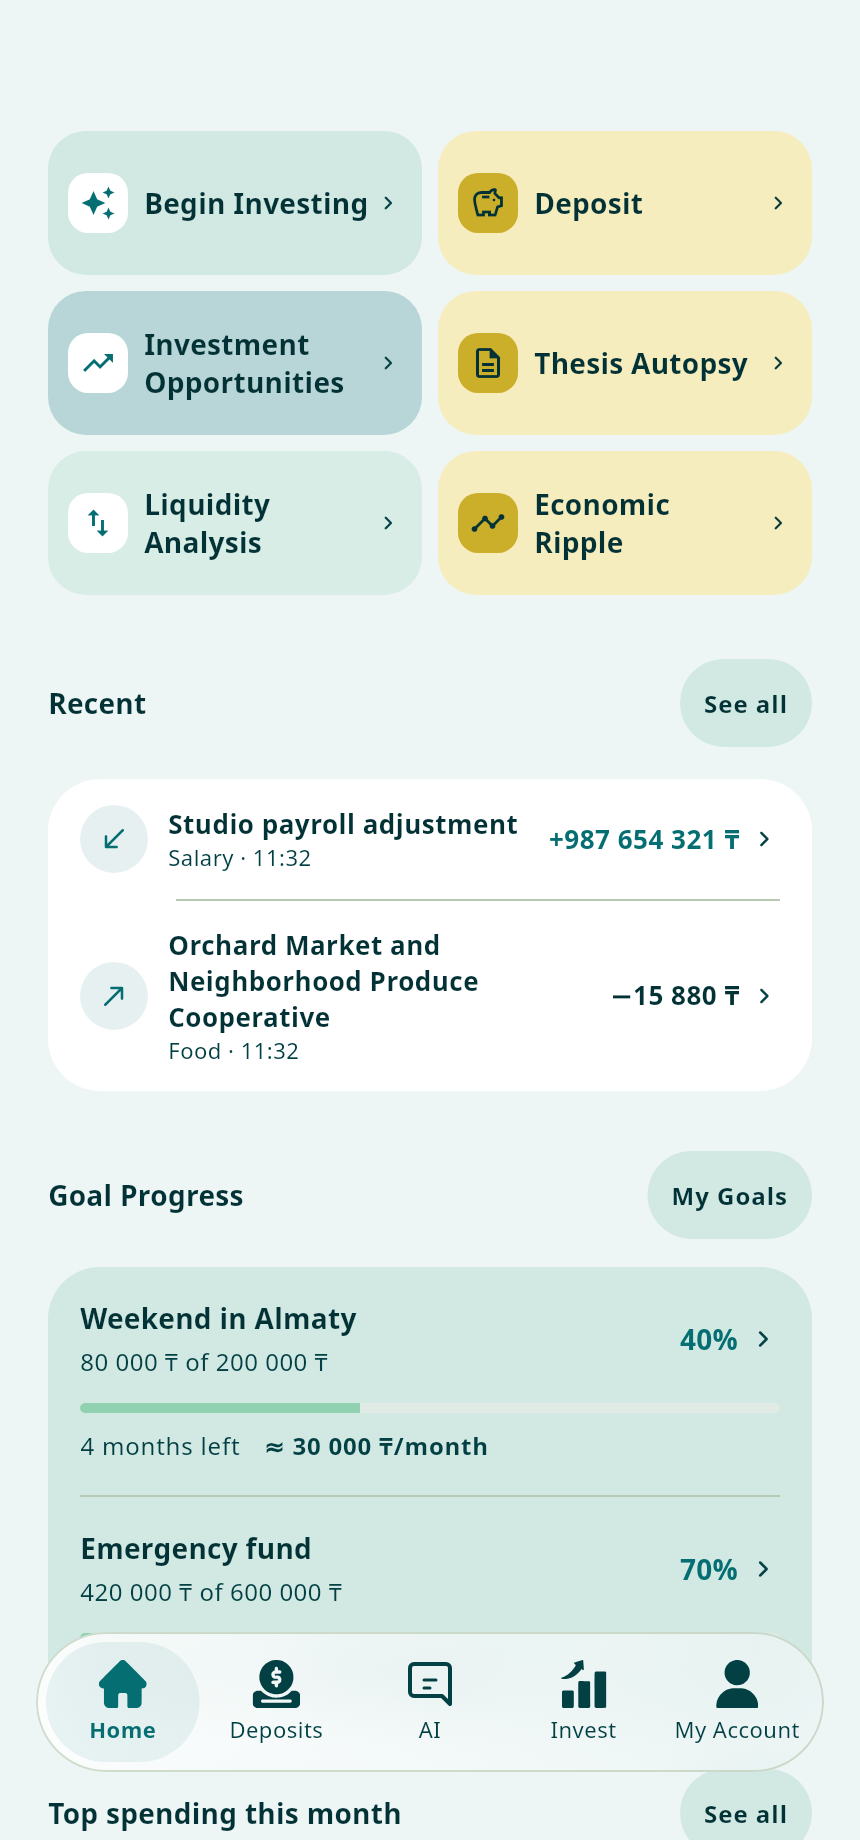 Begin Investing
Deposit
Investment
Opportunities
Thesis Autopsy
Liquidity
Analysis
Economic
Ripple
Recent
See all
Studio payroll adjustment
Salary · 11:32
+987 654 321 ₸
Orchard Market and
Neighborhood Produce
Cooperative
Food · 11:32
−15 880 ₸
Goal Progress
My Goals
Weekend in Almaty
80 000 ₸ of 200 000 ₸
40%
4 months left ≈ 30 000 ₸/month
Emergency fund
420 000 ₸ of 600 000 ₸
70%
Home
Deposits
AI
Invest
My Account
Top spending this month
See all